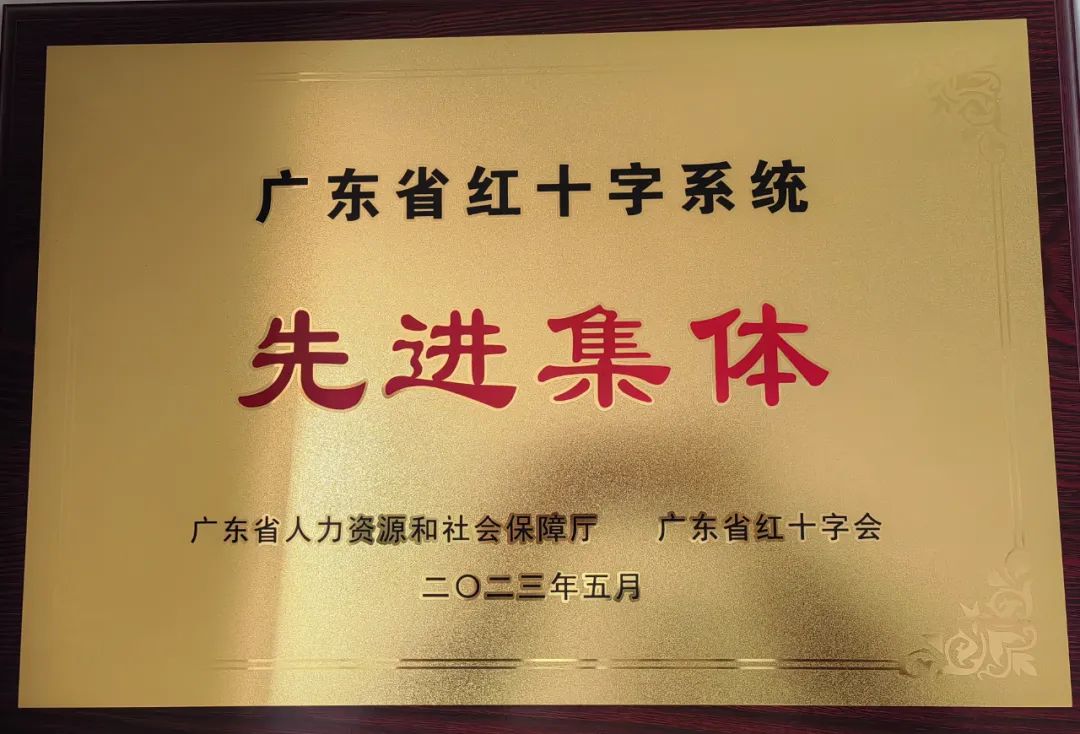 广东省红十字系统
先进集体
广东省人力资源和社会保障厅 广东省红十字会
二〇二三年五月